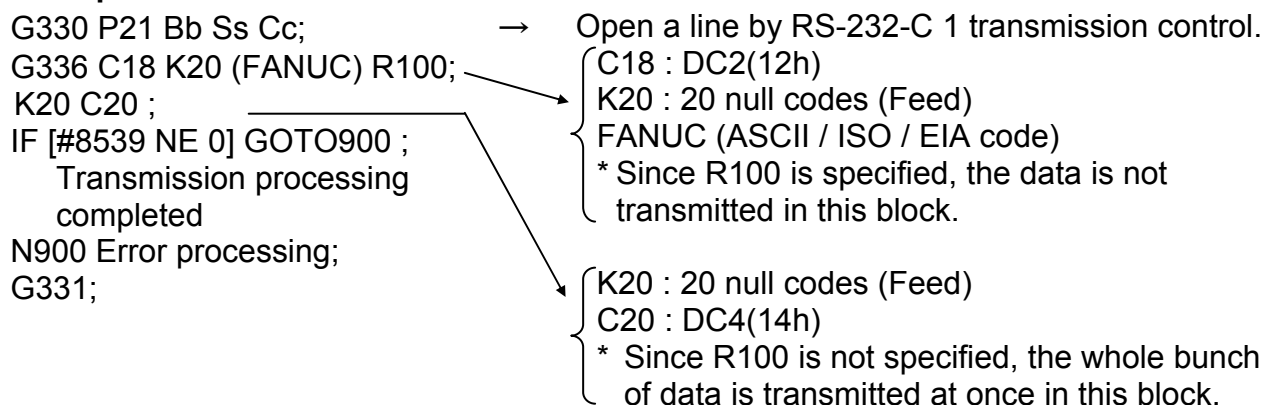 G330 P21 Bb Ss Cc; → Open a line by RS-232-C 1 transmission control.
G336 C18 K20 (FANUC) R100;
K20 C20 ;
IF [#8539 NE 0] GOTO900 ;
Transmission processing
completed
N900 Error processing;
G331;
C18 : DC2(12h)
K20 : 20 null codes (Feed)
FANUC (ASCII / ISO / EIA code)
* Since R100 is specified, the data is not
transmitted in this block.
K20 : 20 null codes (Feed)
C20 : DC4(14h)
* Since R100 is not specified, the whole bunch
of data is transmitted at once in this block.